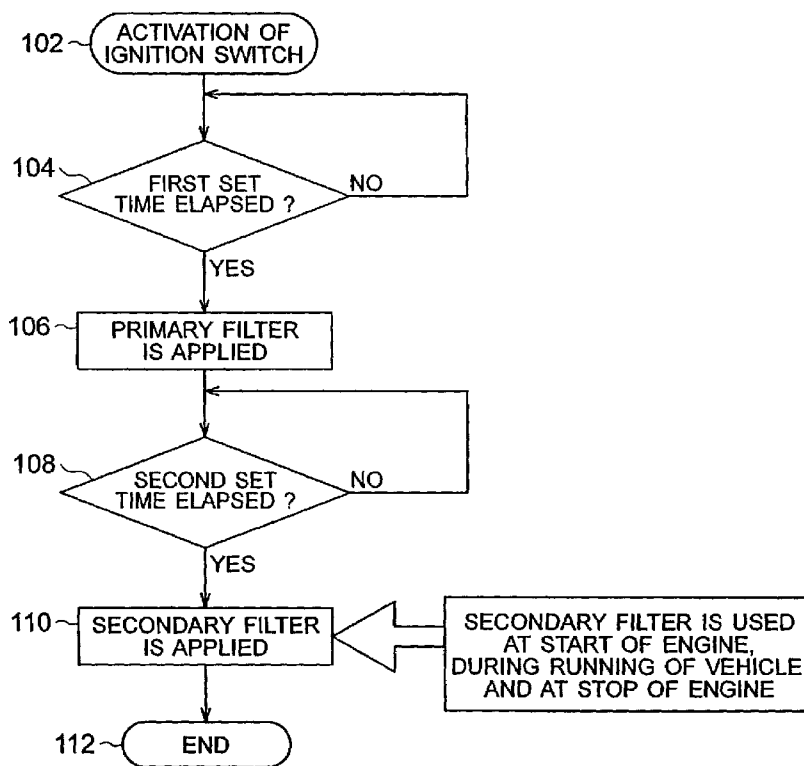 102
ACTIVATION OF
IGNITION SWITCH
104
FIRST SET
TIME ELAPSED ?
NO
YES
106
PRIMARY FILTER
IS APPLIED
108
SECOND SET
TIME ELAPSED ?
NO
YES
110
SECONDARY FILTER
IS APPLIED
SECONDARY FILTER IS USED
AT START OF ENGINE,
DURING RUNNING OF VEHICLE
AND AT STOP OF ENGINE
112
END